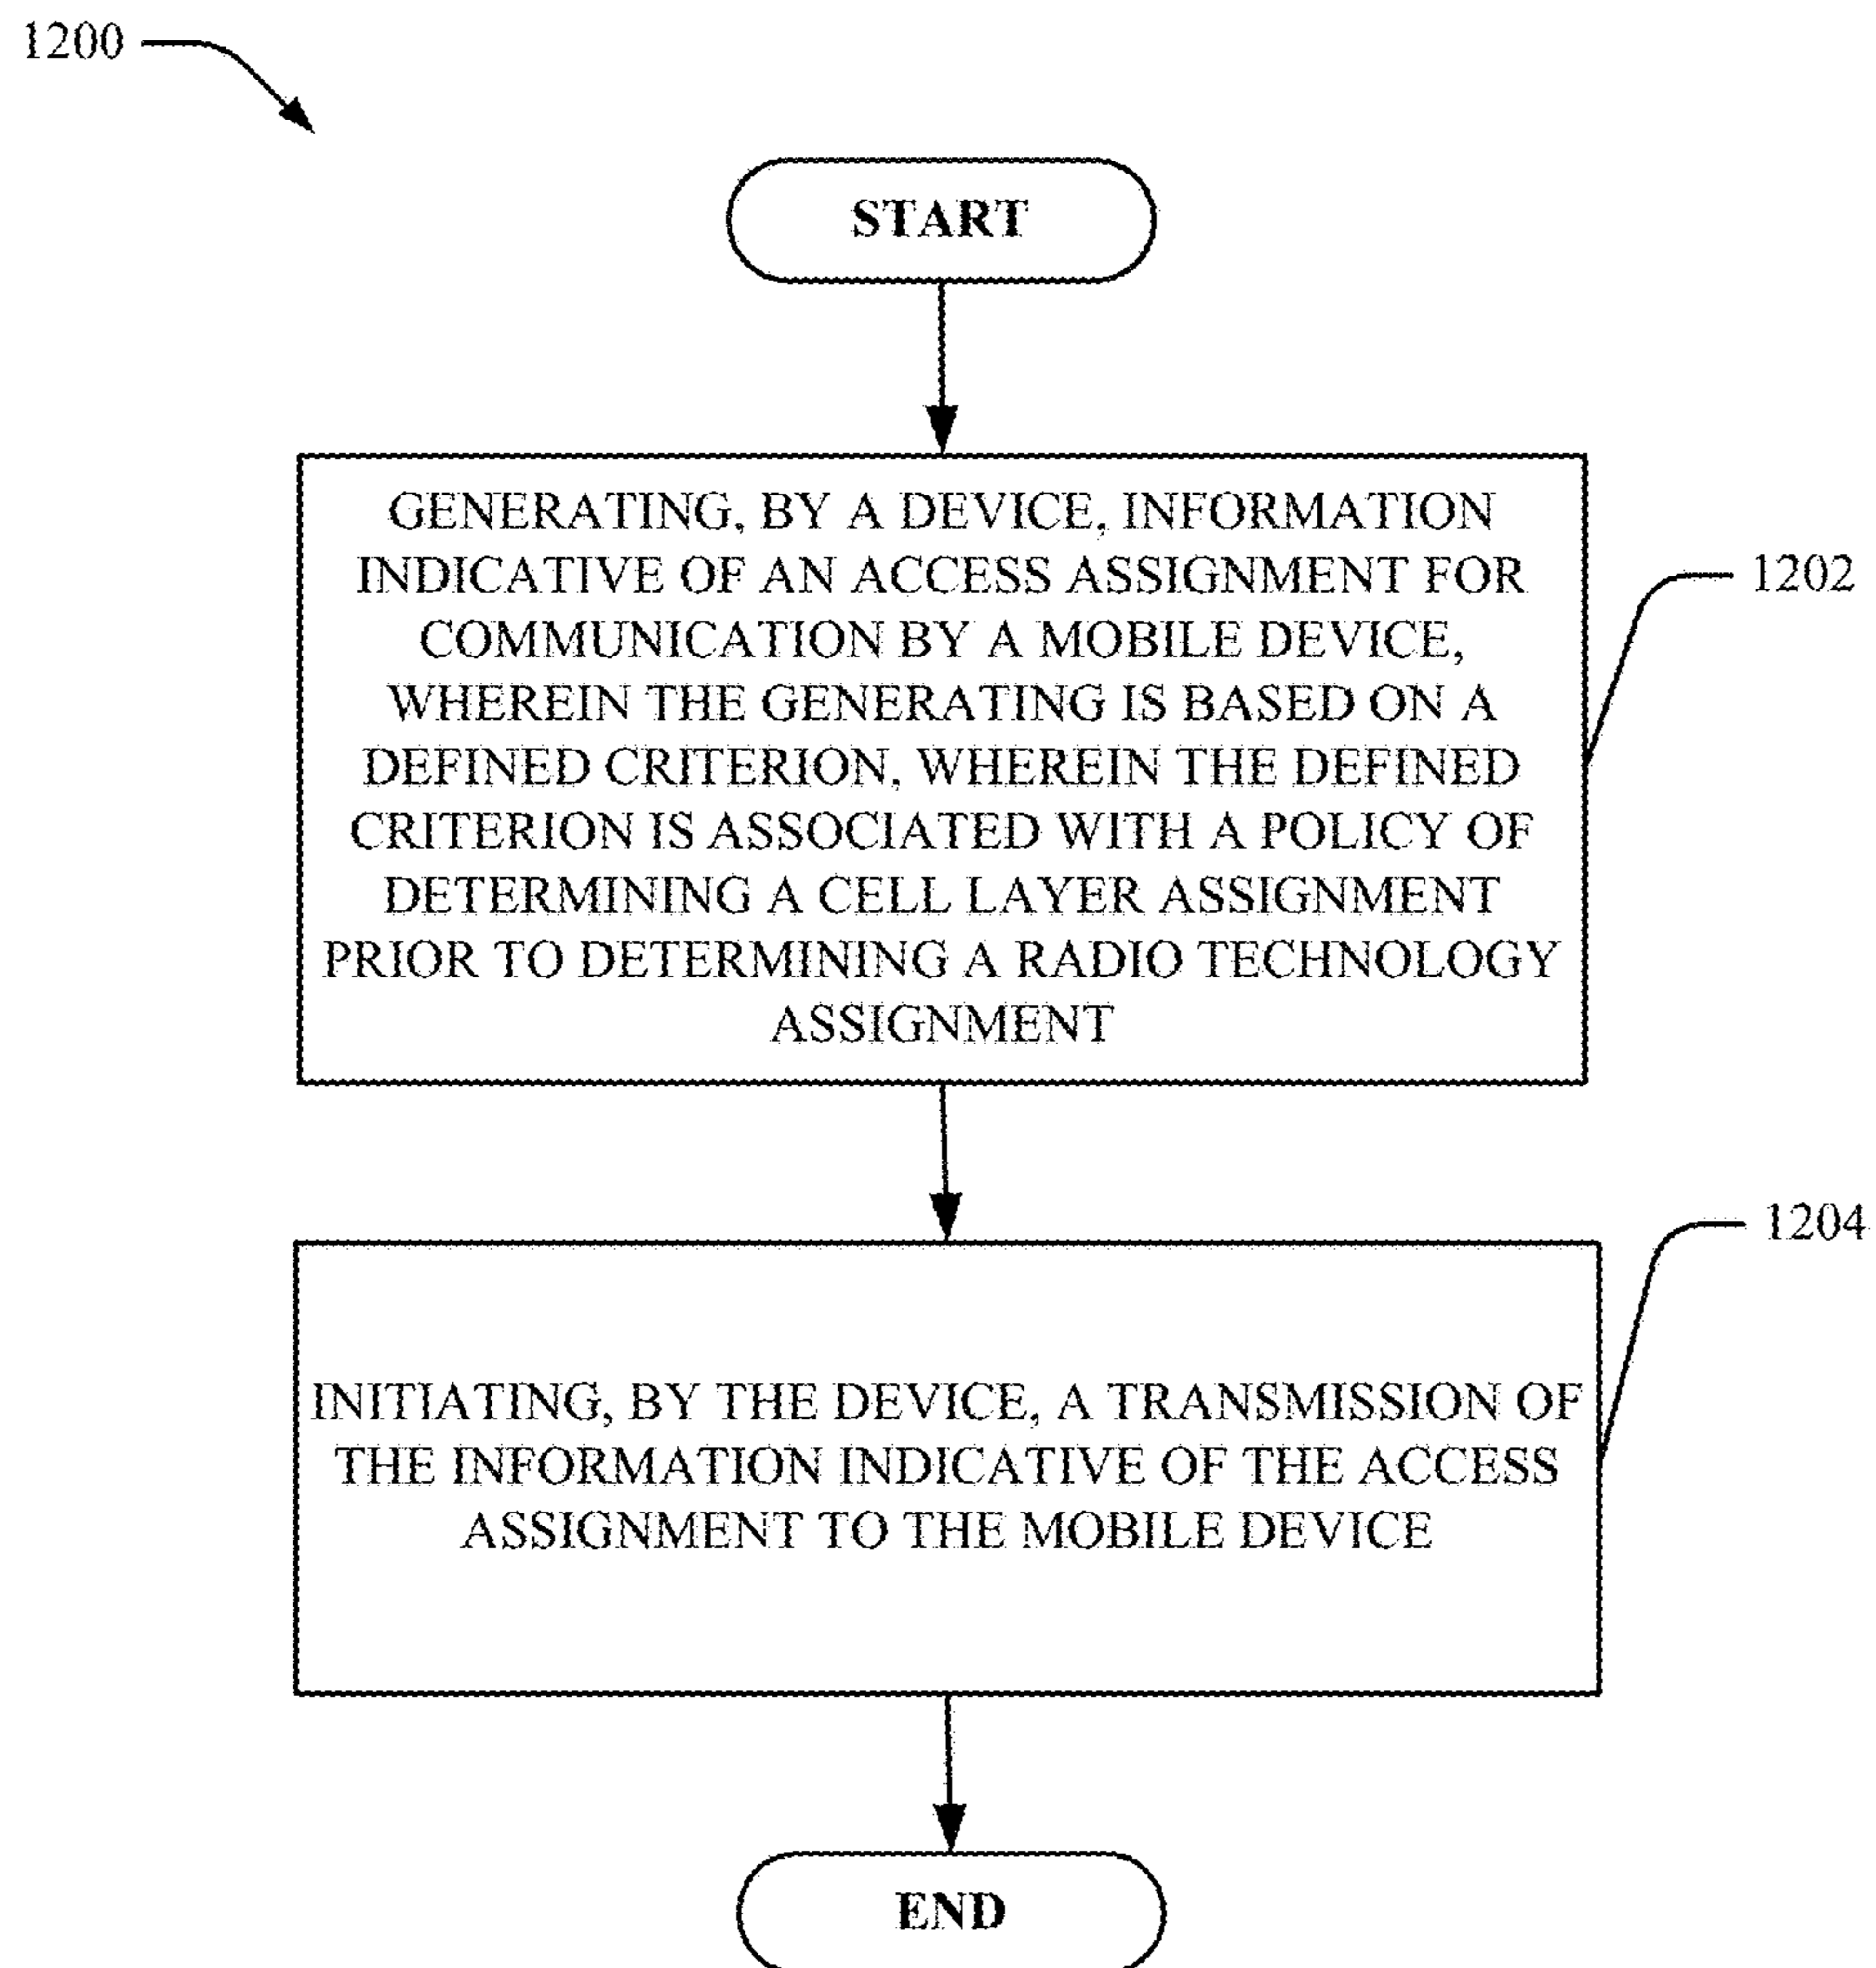 1200
START
GENERATING, BY A DEVICE, INFORMATION
INDICATIVE OF AN ACCESS ASSIGNMENT FOR
COMMUNICATION BY A MOBILE DEVICE,
WHEREIN THE GENERATING IS BASED ON A
DEFINED CRITERION, WHEREIN THE DEFINED
CRITERION IS ASSOCIATED WITH A POLICY OF
DETERMINING A CELL LAYER ASSIGNMENT
PRIOR TO DETERMINING A RADIO TECHNOLOGY
ASSIGNMENT
1202
INITIATING, BY THE DEVICE, A TRANSMISSION OF
THE INFORMATION INDICATIVE OF THE ACCESS
ASSIGNMENT TO THE MOBILE DEVICE
1204
END